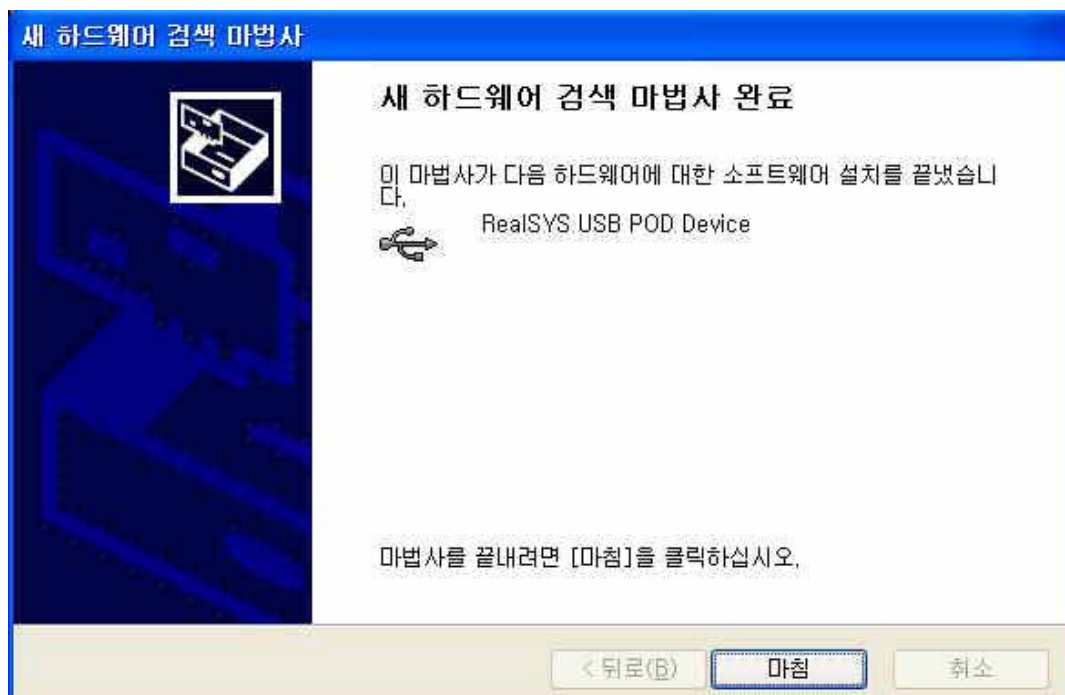 새 하드웨어 검색 마법사
새 하드웨어 검색 마법사 완료
이 마법사가 다음 하드웨어에 대한 소프트웨어 설치를 끝냈습니
다.
RealSYS USB POD Device
마법사를 끝내려면 [마침]을 클릭하십시오.
< 뒤로(B) 마침 취소